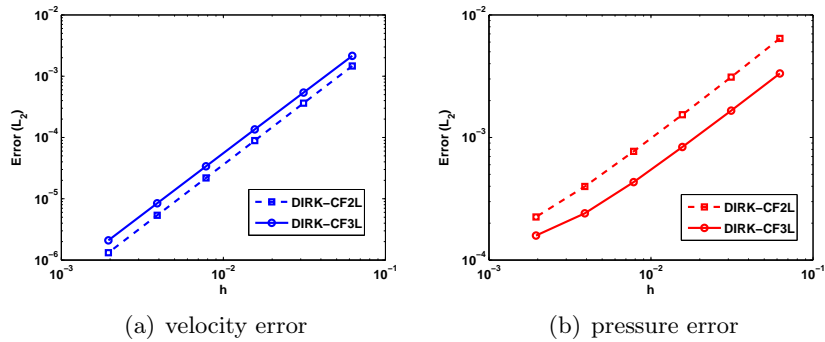 10⁻²
10⁻³
10⁻⁴
10⁻⁵
10⁻⁶
Error (L₂)
10⁻³
10⁻²
10⁻¹
h
DIRK−CF2L
DIRK−CF3L
(a) velocity error
10⁻²
10⁻³
10⁻⁴
Error (L₂)
10⁻³
10⁻²
10⁻¹
h
DIRK−CF2L
DIRK−CF3L
(b) pressure error